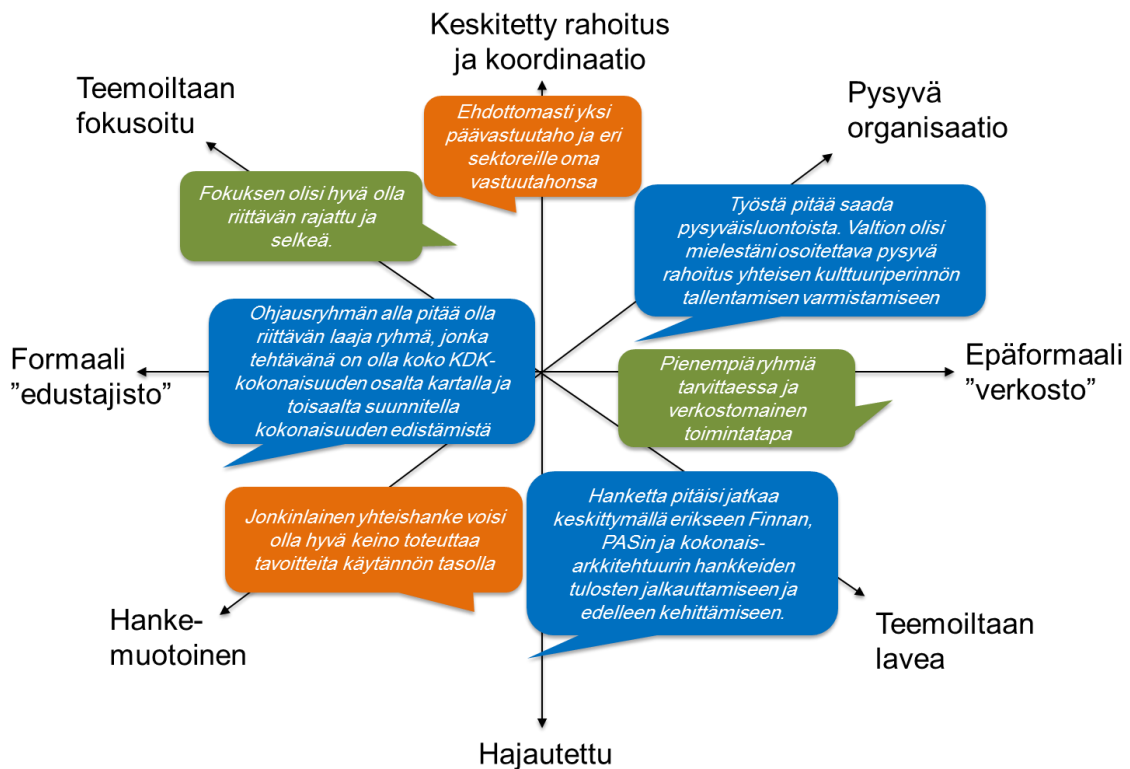 Keskitetty rahoitus
ja koordinaatio
Teemoiltaan
fokusoitu
Pysyvä
organisaatio
Ehdottomasti yksi
päävastuutaho ja eri
sektoreille oma
vastuutahonsa
Fokuksen olisi hyvä olla
riittävän rajattu ja
selkeä.
Työstä pitää saada
pysyväisluontoista. Valtion olisi
mielestäni osoitettava pysyvä
rahoitus yhteisen kulttuuriperinnön
tallentamisen varmistamiseen
Formaali
”edustajisto”
Ohjausryhmän alla pitää olla
riittävän laaja ryhmä, jonka
tehtävänä on olla koko KDK-
kokonaisuuden osalta kartalla ja
toisaalta suunnitella
kokonaisuuden edistämistä
Pienempiä ryhmiä
tarvittaessa ja
verkostomainen
toimintatapa
Epäformaali
”verkosto”
Jonkinlainen yhteishanke voisi
olla hyvä keino toteuttaa
tavoitteita käytännön tasolla
Hanketta pitäisi jatkaa
keskittymällä erikseen Finnan,
PASin ja kokonais-
arkkitehtuurin hankkeiden
tulosten jalkauttamiseen ja
edelleen kehittämiseen.
Hanke-
muotoinen
Teemoiltaan
lavea
Hajautettu